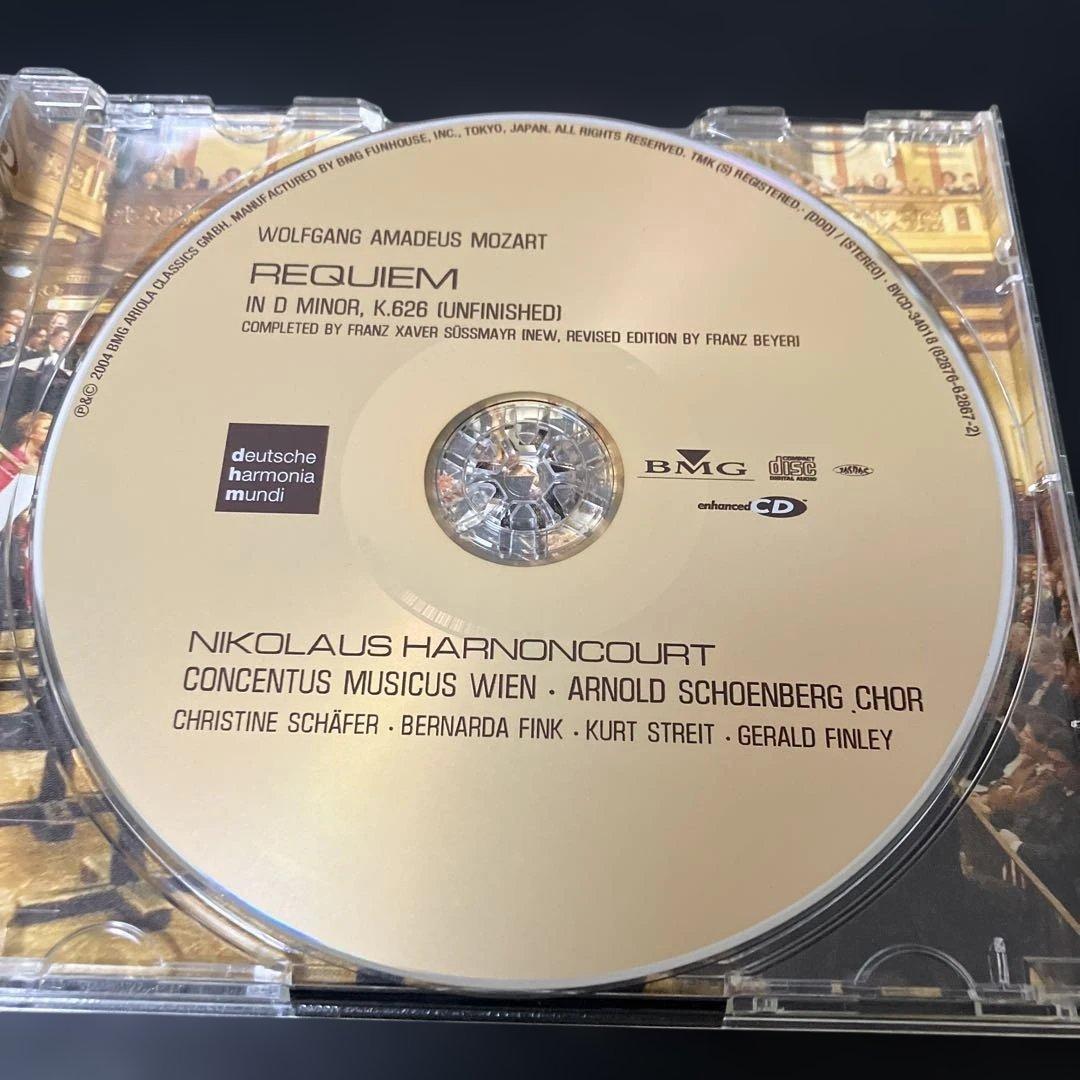 ℗&© 2004 BMG ARIOLA CLASSICS GMBH. MANUFACTURED BY BMG FUNHOUSE, INC., TOKYO, JAPAN. ALL RIGHTS RESERVED. TMK (S) REGISTERED. · [DDD] / [STEREO] · BVCD-34018 (82876-62867-2)
WOLFGANG AMADEUS MOZART
REQUIEM
IN D MINOR, K.626 (UNFINISHED)
COMPLETED BY FRANZ XAVER SÜSSMAYR (NEW, REVISED EDITION BY FRANZ BEYER)
deutsche
harmonia
mundi
BMG
COMPACT
disc
DIGITAL AUDIO
JASRAC
enhanced CD™
NIKOLAUS HARNONCOURT
CONCENTUS MUSICUS WIEN · ARNOLD SCHOENBERG CHOR
CHRISTINE SCHÄFER · BERNARDA FINK · KURT STREIT · GERALD FINLEY